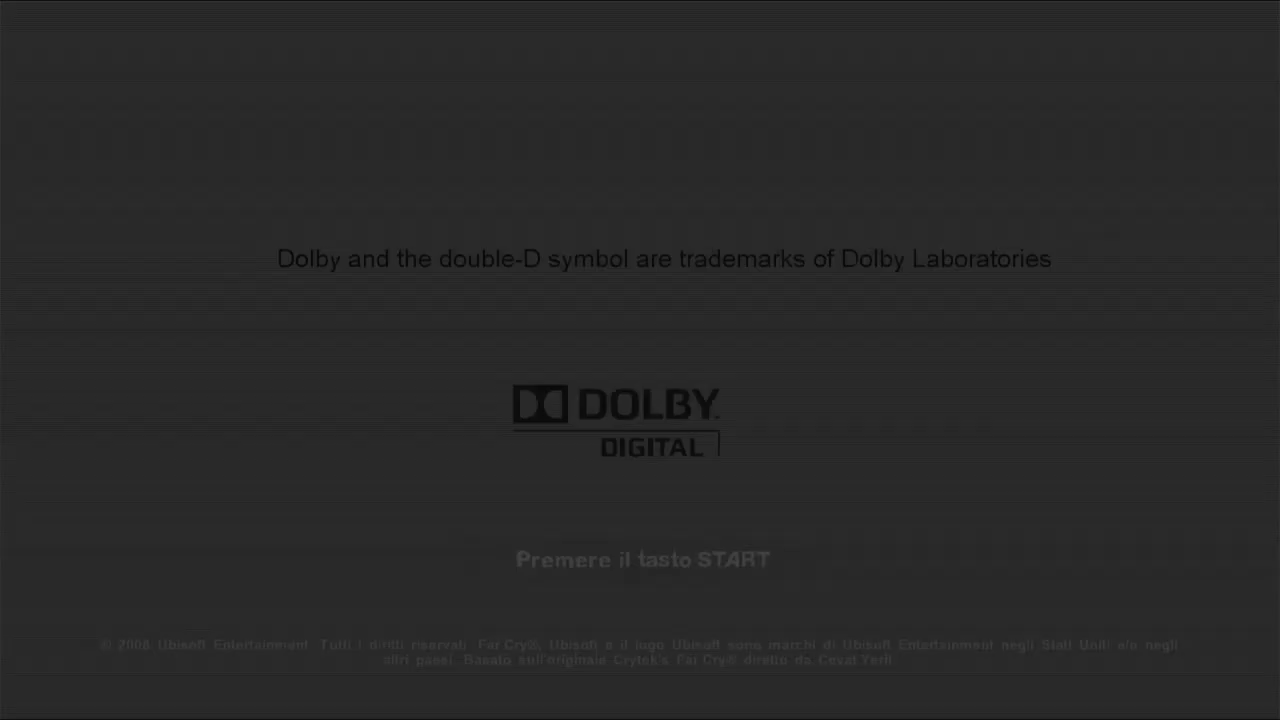 Dolby and the double-D symbol are trademarks of Dolby Laboratories
DOLBY
DIGITAL
Premere il tasto START
© 2008 Ubisoft Entertainment. Tutti i diritti riservati. Far Cry®, Ubisoft e il logo Ubisoft sono marchi di Ubisoft Entertainment negli Stati Uniti e/o negli
altri paesi. Basato sull'originale Crytek's Far Cry® diretto da Cevat Yerli.